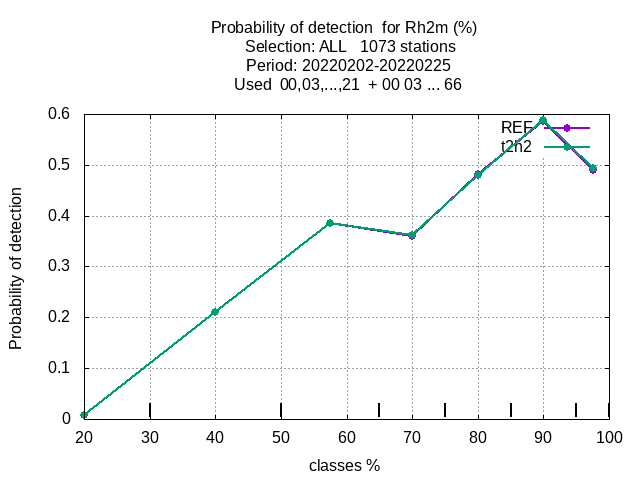 Probability of detection  for Rh2m (%)
Selection: ALL   1073 stations
Period: 20220202-20220225
Used  00,03,...,21  + 00 03 ... 66
REF
t2h2
Probability of detection
0.6
0.5
0.4
0.3
0.2
0.1
0
20 30 40 50 60 70 80 90 100
classes %